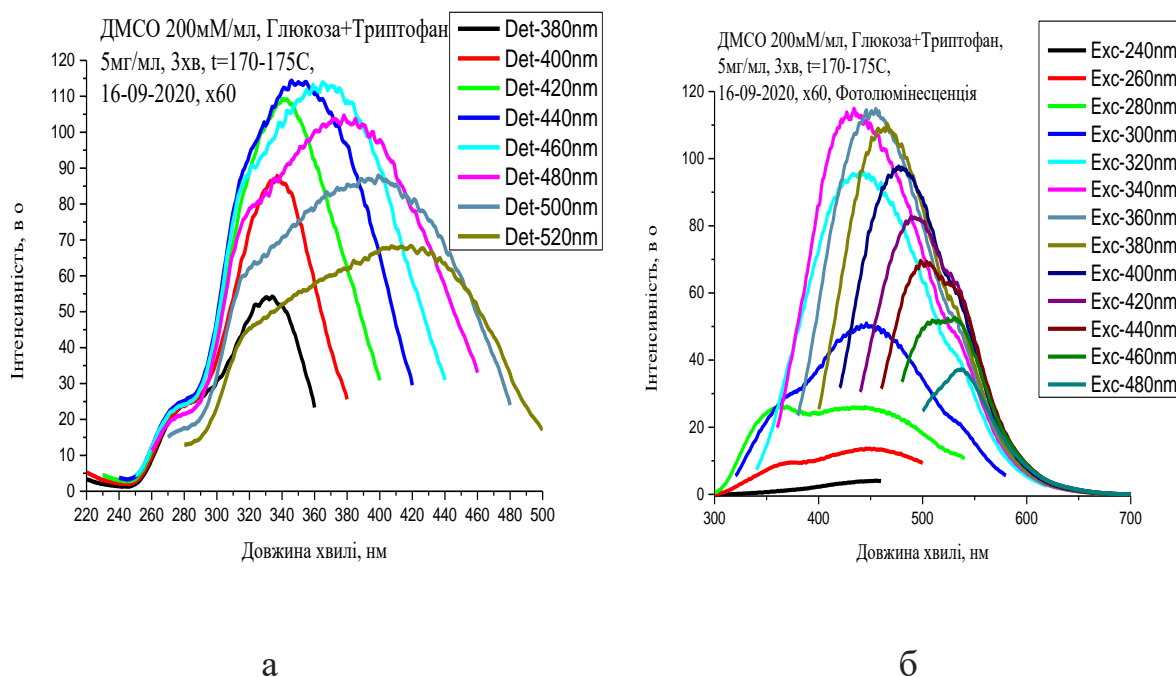 ДМСО 200мМ/мл, Глюкоза+Триптофан,
5мг/мл, 3хв, t=170-175C,
16-09-2020, x60
Det-380nm
Det-400nm
Det-420nm
Det-440nm
Det-460nm
Det-480nm
Det-500nm
Det-520nm
Інтенсивність, в о
120
110
100
90
80
70
60
50
40
30
20
10
0
220 240 260 280 300 320 340 360 380 400 420 440 460 480 500
Довжина хвилі, нм
а
ДМСО 200мМ/мл, Глюкоза+Триптофан,
5мг/мл, 3хв, t=170-175C,
16-09-2020, x60, Фотолюмінесценція
Exc-240nm
Exc-260nm
Exc-280nm
Exc-300nm
Exc-320nm
Exc-340nm
Exc-360nm
Exc-380nm
Exc-400nm
Exc-420nm
Exc-440nm
Exc-460nm
Exc-480nm
Інтенсивність, в о
120
100
80
60
40
20
0
300 400 500 600 700
Довжина хвилі, нм
б